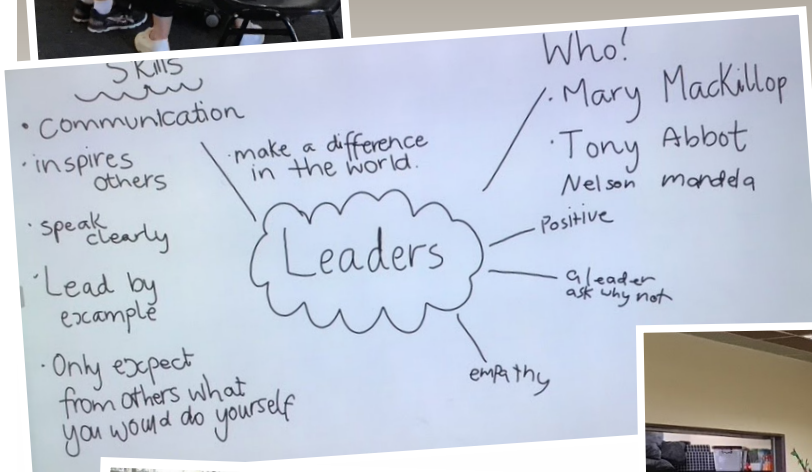 Skills
• Communication
• inspires
others
• speak
clearly
• Lead by
example
• Only expect
from others what
you would do yourself
• make a difference
in the world.
Leaders
Who?
• Mary MacKillop
• Tony Abbot
Nelson mandela
Positive
a leader
ask why not
empathy